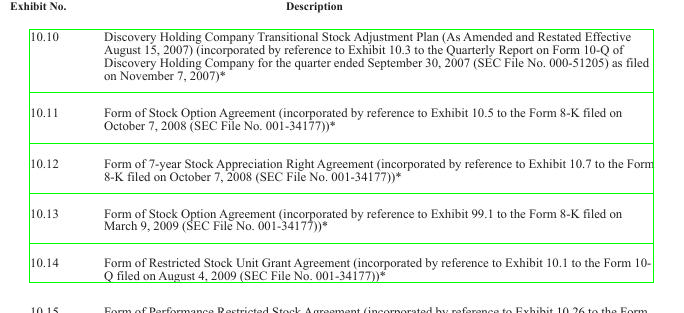 Exhibit No. Description
10.10 Discovery Holding Company Transitional Stock Adjustment Plan (As Amended and Restated Effective
August 15, 2007) (incorporated by reference to Exhibit 10.3 to the Quarterly Report on Form 10-Q of
Discovery Holding Company for the quarter ended September 30, 2007 (SEC File No. 000-51205) as filed
on November 7, 2007)*
10.11 Form of Stock Option Agreement (incorporated by reference to Exhibit 10.5 to the Form 8-K filed on
October 7, 2008 (SEC File No. 001-34177))*
10.12 Form of 7-year Stock Appreciation Right Agreement (incorporated by reference to Exhibit 10.7 to the Form
8-K filed on October 7, 2008 (SEC File No. 001-34177))*
10.13 Form of Stock Option Agreement (incorporated by reference to Exhibit 99.1 to the Form 8-K filed on
March 9, 2009 (SEC File No. 001-34177))*
10.14 Form of Restricted Stock Unit Grant Agreement (incorporated by reference to Exhibit 10.1 to the Form 10-
Q filed on August 4, 2009 (SEC File No. 001-34177))*
10.15 Form of Performance Restricted Stock Agreement (incorporated by reference to Exhibit 10.26 to the Form